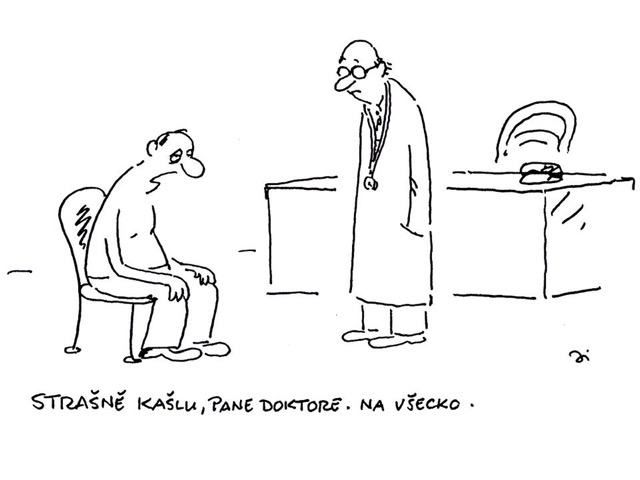 STRAŠNĚ KAŠLU, PANE DOKTORE. NA VŠECKO.